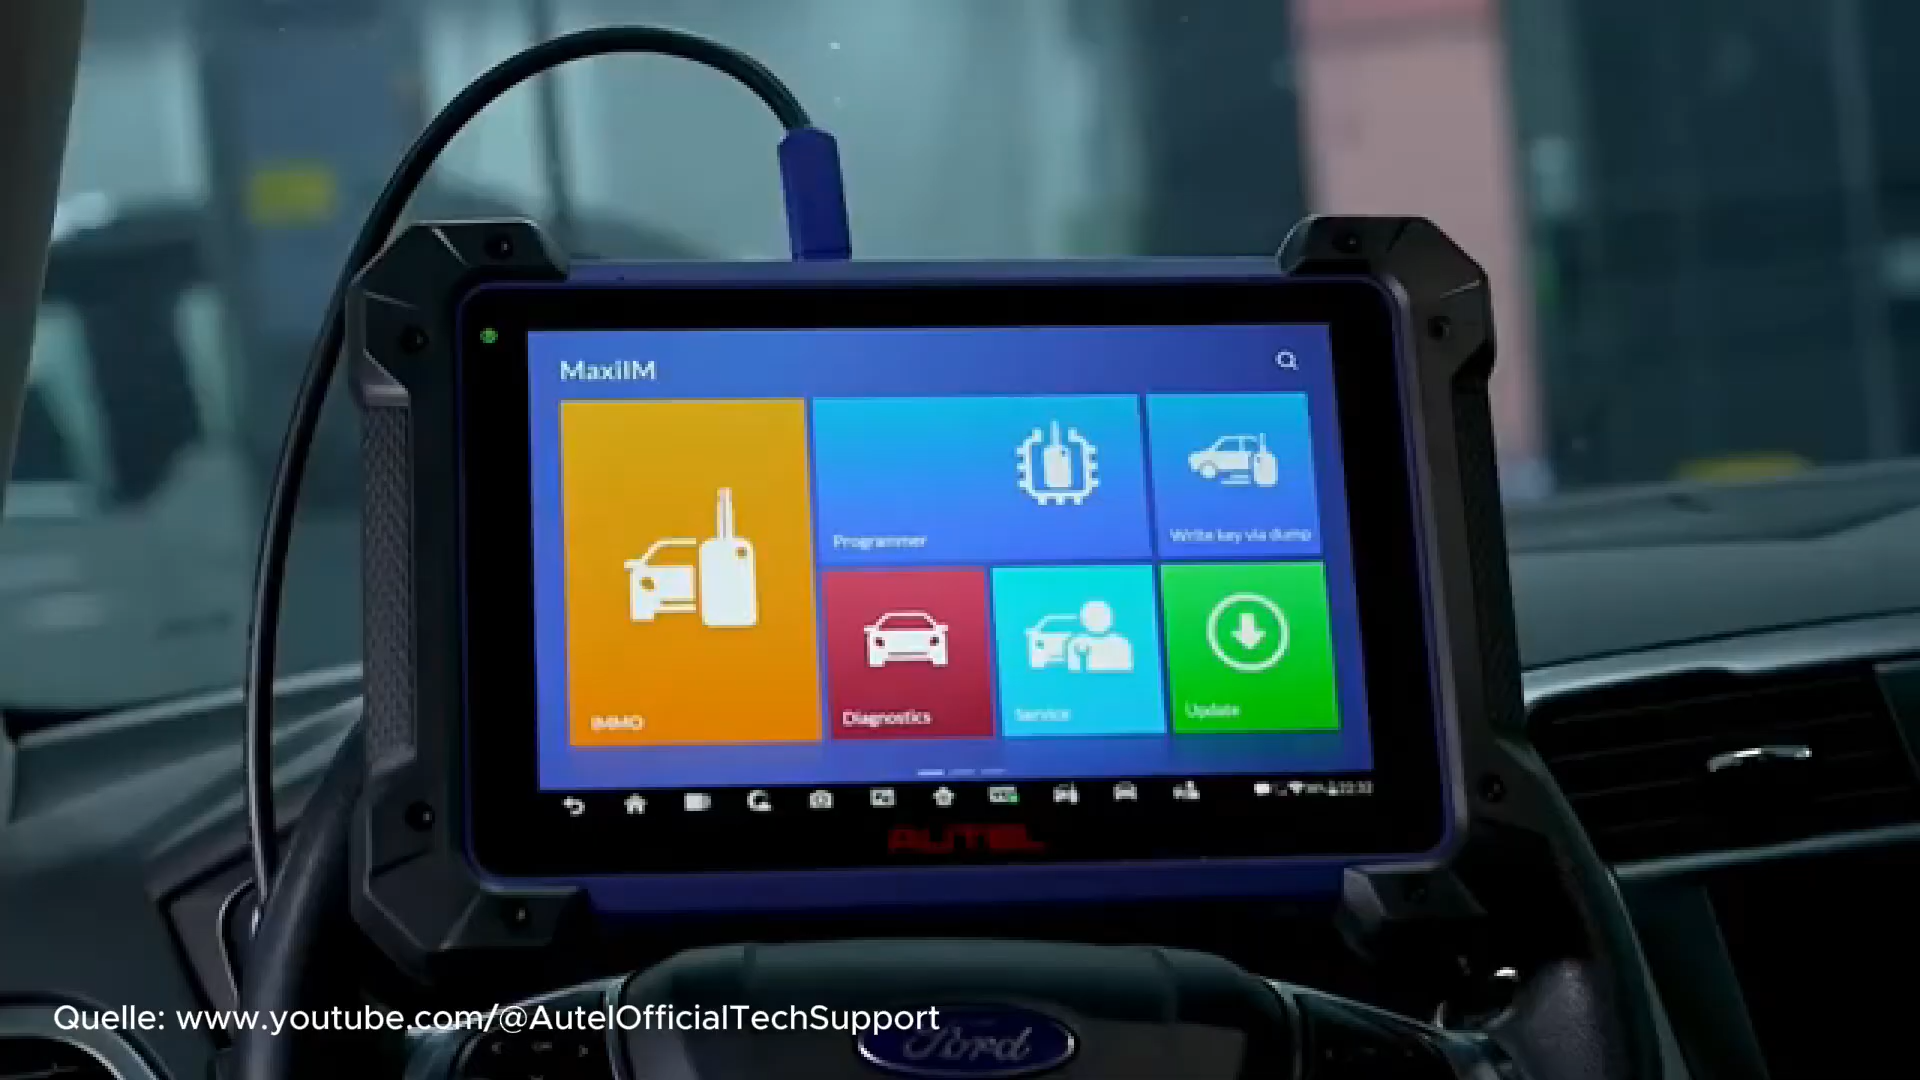 MaxiIM
Programmer
Write key via dump
IMMO
Diagnostics
Service
Update
AUTEL
Quelle: www.youtube.com/@AutelOfficialTechSupport
Ford